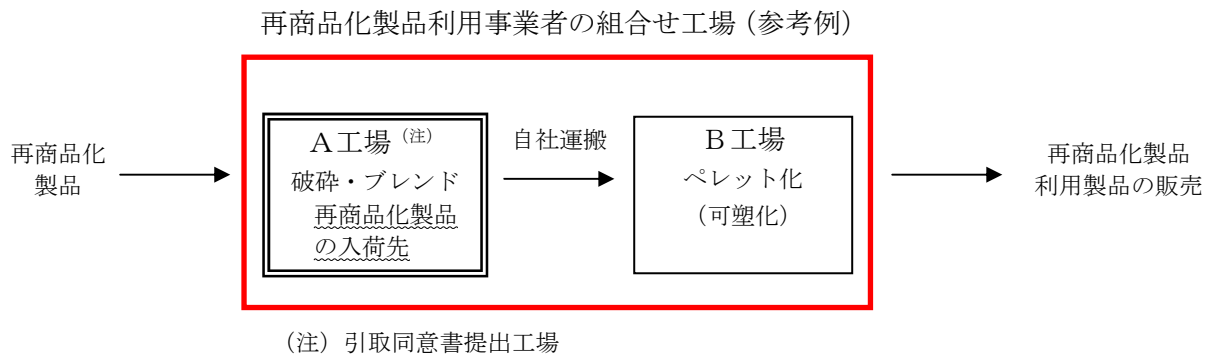 再商品化製品利用事業者の組合せ工場(参考例)
再商品化
製品
A工場 (注)
破砕・ブレンド
再商品化製品
の入荷先
自社運搬
B工場
ペレット化
(可塑化)
再商品化製品
利用製品の販売
(注)引取同意書提出工場